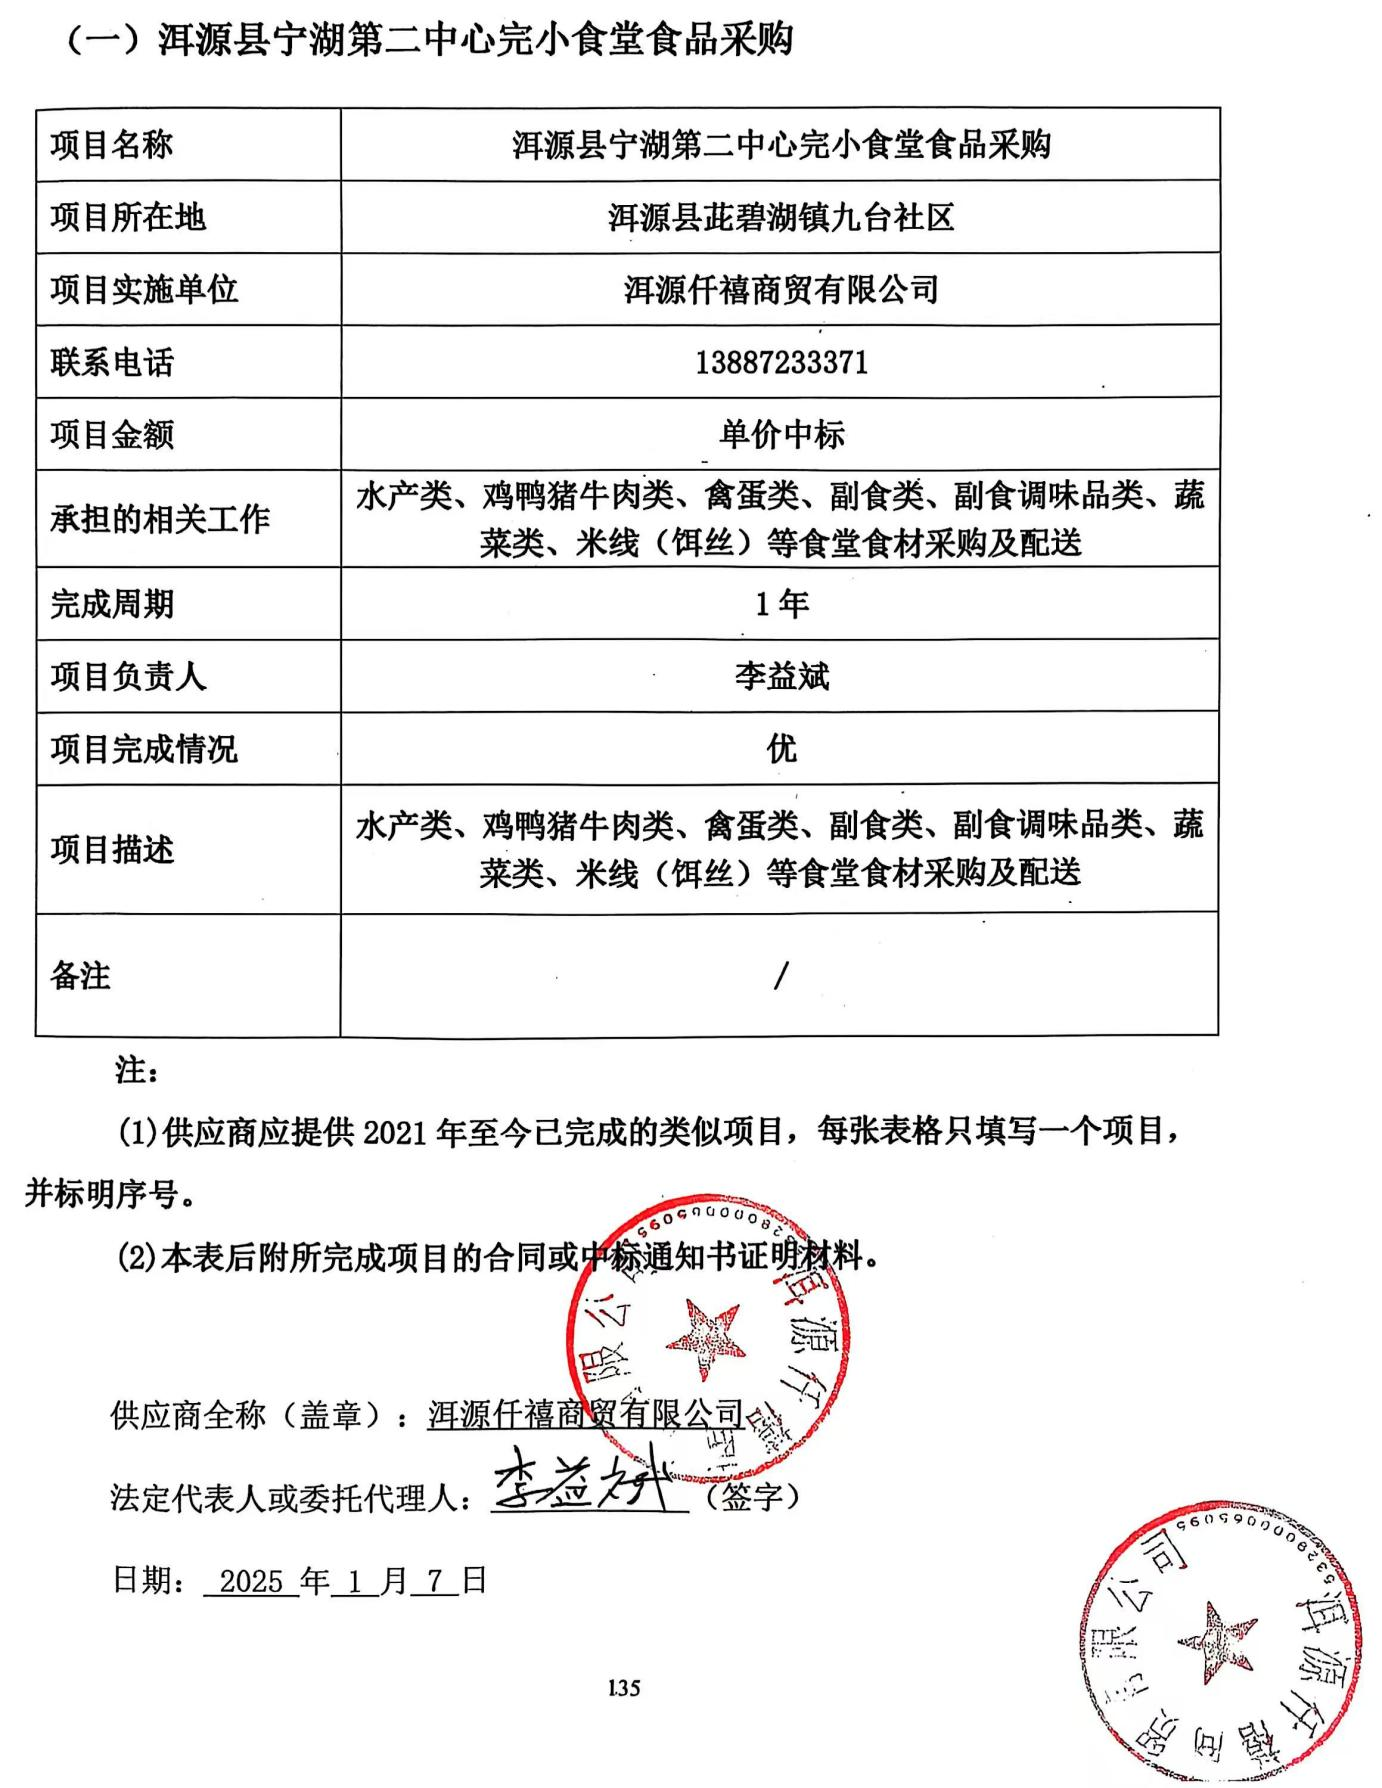 （一）洱源县宁湖第二中心完小食堂食品采购
项目名称 洱源县宁湖第二中心完小食堂食品采购
项目所在地 洱源县茈碧湖镇九台社区
项目实施单位 洱源仟禧商贸有限公司
联系电话 13887233371
项目金额 单价中标
承担的相关工作 水产类、鸡鸭猪牛肉类、禽蛋类、副食类、副食调味品类、蔬
菜类、米线（饵丝）等食堂食材采购及配送
完成周期 1 年
项目负责人 李益斌
项目完成情况 优
项目描述 水产类、鸡鸭猪牛肉类、禽蛋类、副食类、副食调味品类、蔬
菜类、米线（饵丝）等食堂食材采购及配送
备注 /
注：
(1)供应商应提供 2021 年至今已完成的类似项目，每张表格只填写一个项目，
并标明序号。
(2)本表后附所完成项目的合同或中标通知书证明材料。
供应商全称（盖章）：洱源仟禧商贸有限公司
法定代表人或委托代理人：李益斌（签字）
日期： 2025 年 1 月 7 日
洱源仟禧商贸有限公司
5329000065095
135